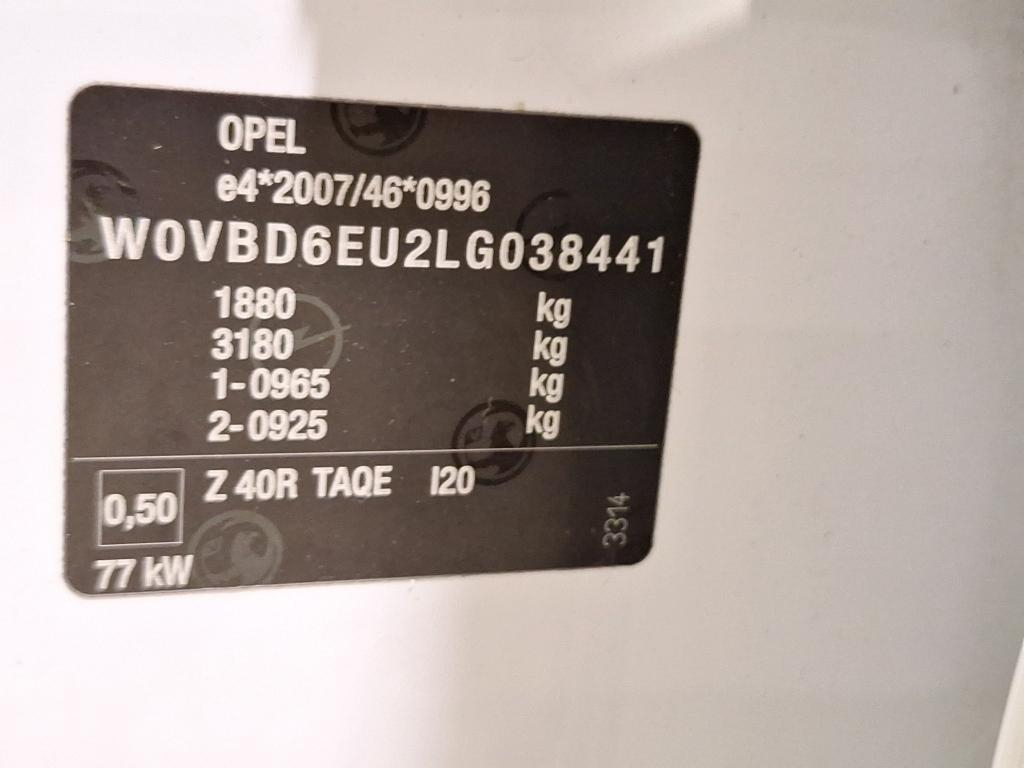 OPEL
e4*2007/46*0996
W0VBD6EU2LG038441
1880 kg
3180 kg
1-0965 kg
2-0925 kg
0,50 Z 40R TAQE I20
77 kW
3314